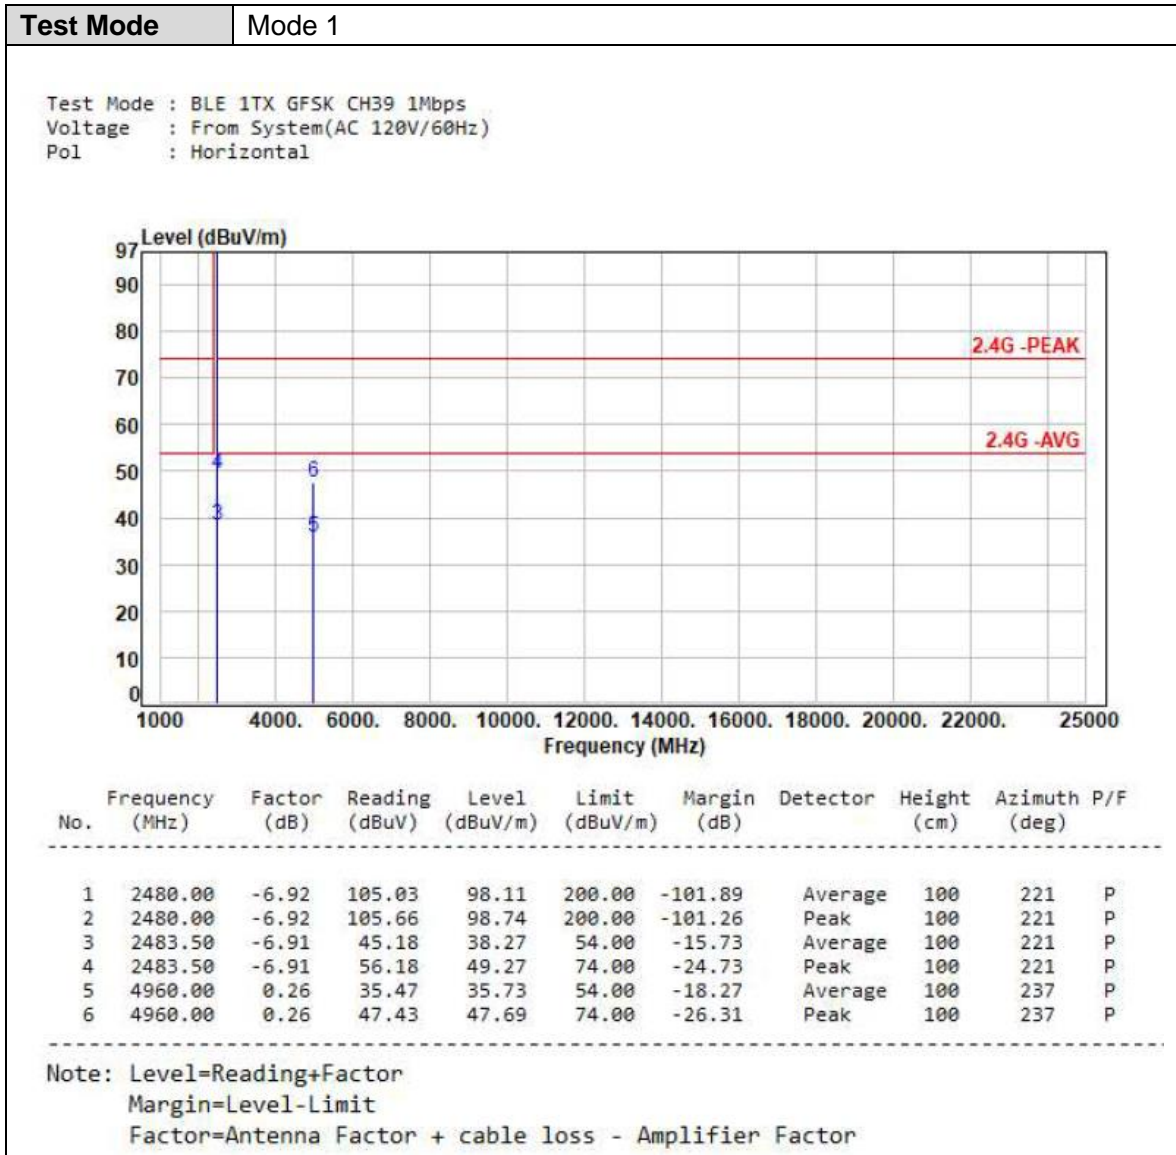 Test Mode Mode 1
Test Mode : BLE 1TX GFSK CH39 1Mbps
Voltage : From System(AC 120V/60Hz)
Pol : Horizontal
Level (dBuV/m)
97
90
80
2.4G -PEAK
70
60
2.4G -AVG
50
4
6
40
3
5
30
20
10
0
1000 4000. 6000. 8000. 10000. 12000. 14000. 16000. 18000. 20000. 22000. 25000
Frequency (MHz)
Frequency Factor Reading Level Limit Margin Detector Height Azimuth P/F
No. (MHz) (dB) (dBuV) (dBuV/m) (dBuV/m) (dB) (cm) (deg)
1 2480.00 -6.92 105.03 98.11 200.00 -101.89 Average 100 221 P
2 2480.00 -6.92 105.66 98.74 200.00 -101.26 Peak 100 221 P
3 2483.50 -6.91 45.18 38.27 54.00 -15.73 Average 100 221 P
4 2483.50 -6.91 56.18 49.27 74.00 -24.73 Peak 100 221 P
5 4960.00 0.26 35.47 35.73 54.00 -18.27 Average 100 237 P
6 4960.00 0.26 47.43 47.69 74.00 -26.31 Peak 100 237 P
Note: Level=Reading+Factor
Margin=Level-Limit
Factor=Antenna Factor + cable loss - Amplifier Factor